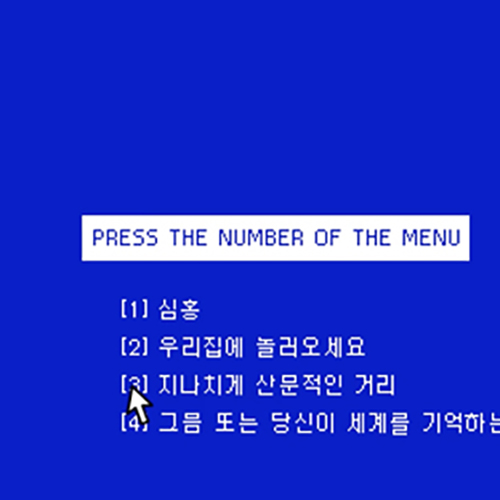 PRESS THE NUMBER OF THE MENU
[1] 심홍
[2] 우리집에 놀러오세요
[3] 지나치게 산문적인 거리
[4] 그믐 또는 당신이 세계를 기억하는